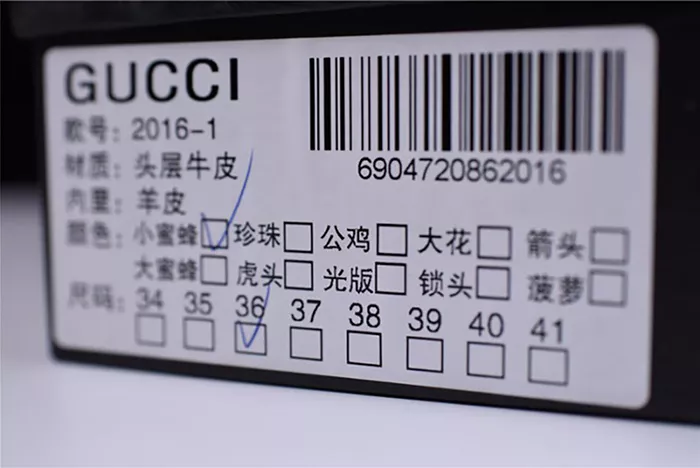 GUCCI
款号: 2016-1
材质: 头层牛皮
内里: 羊皮
颜色: 小蜜蜂 珍珠 公鸡 大花 箭头
大蜜蜂 虎头 光版 锁头 菠萝
尺码: 34 35 36 37 38 39 40 41
6904720862016